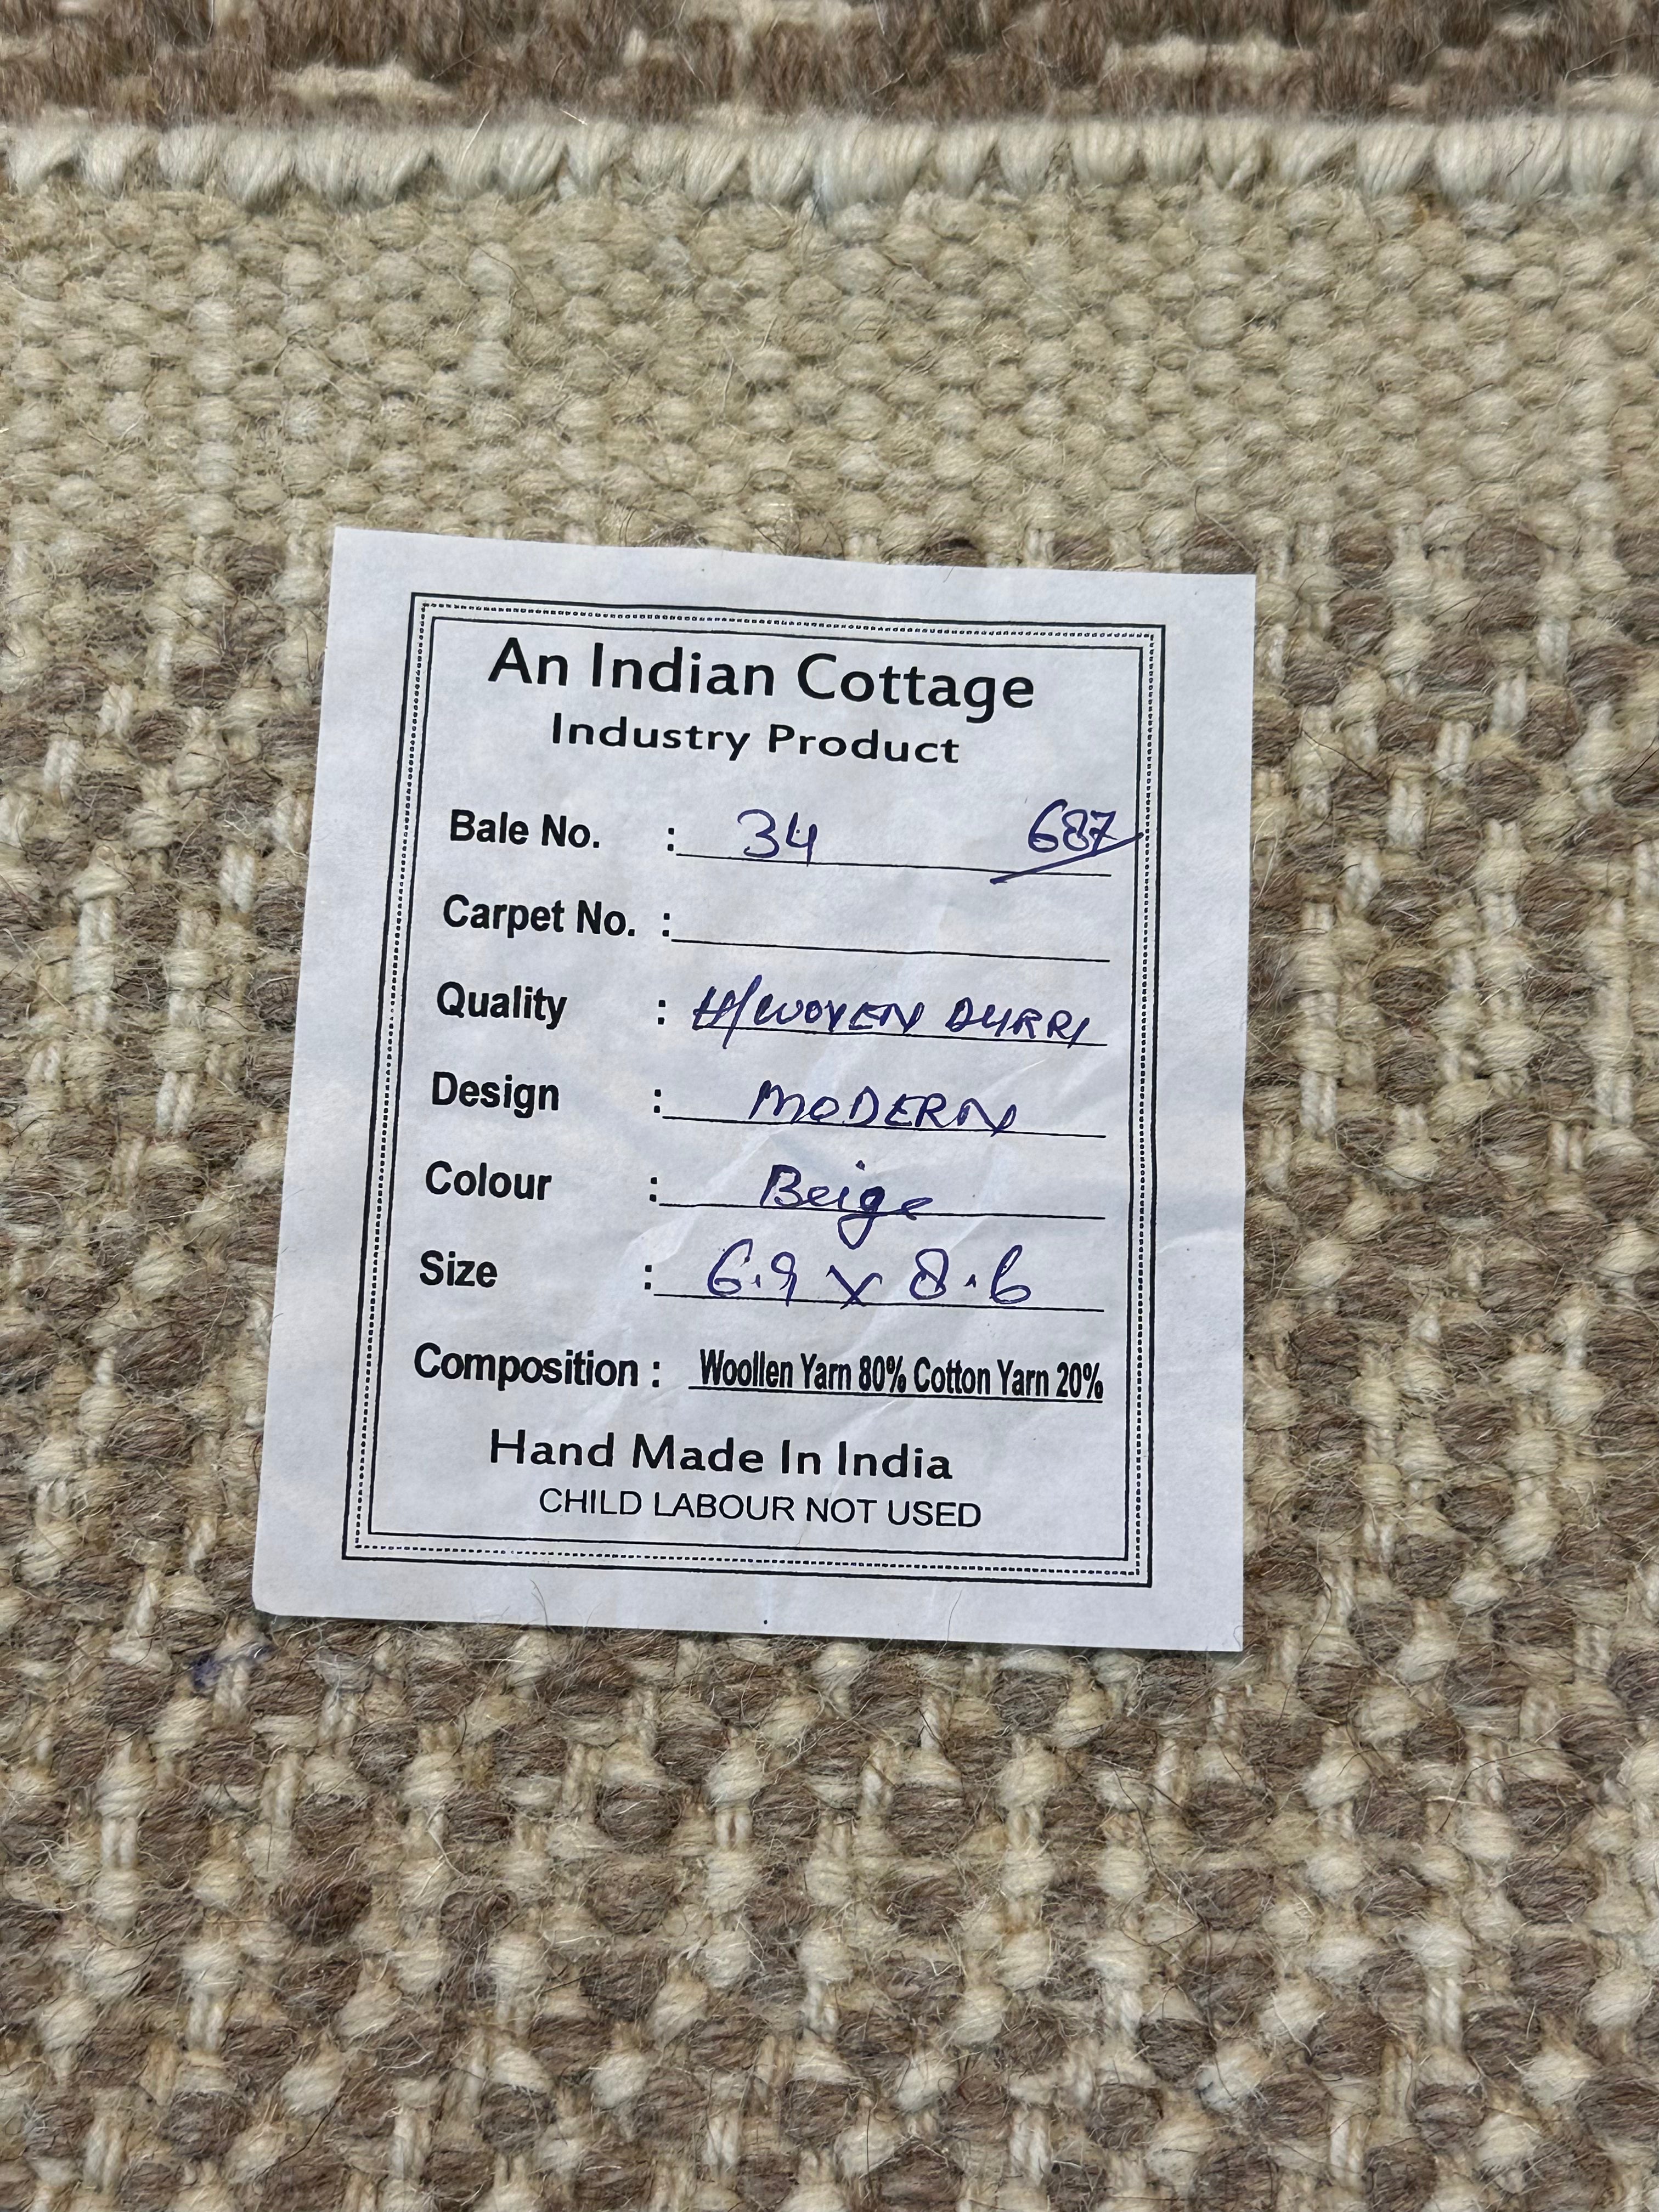 An Indian Cottage
Industry Product
Bale No. : 34 687
Carpet No. :
Quality : H/WOVEN DURRI
Design : MODERN
Colour : Beige
Size : 6.9 x 8.6
Composition : Woollen Yarn 80% Cotton Yarn 20%
Hand Made In India
CHILD LABOUR NOT USED